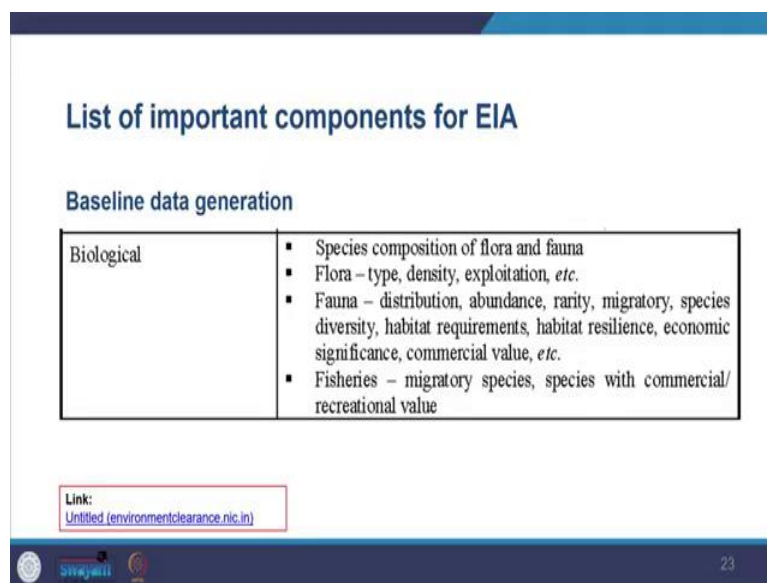 List of important components for EIA
Baseline data generation
Biological
▪ Species composition of flora and fauna
▪ Flora – type, density, exploitation, etc.
▪ Fauna – distribution, abundance, rarity, migratory, species
diversity, habitat requirements, habitat resilience, economic
significance, commercial value, etc.
▪ Fisheries – migratory species, species with commercial/
recreational value
Link:
Untitled (environmentclearance.nic.in)
swayam
23